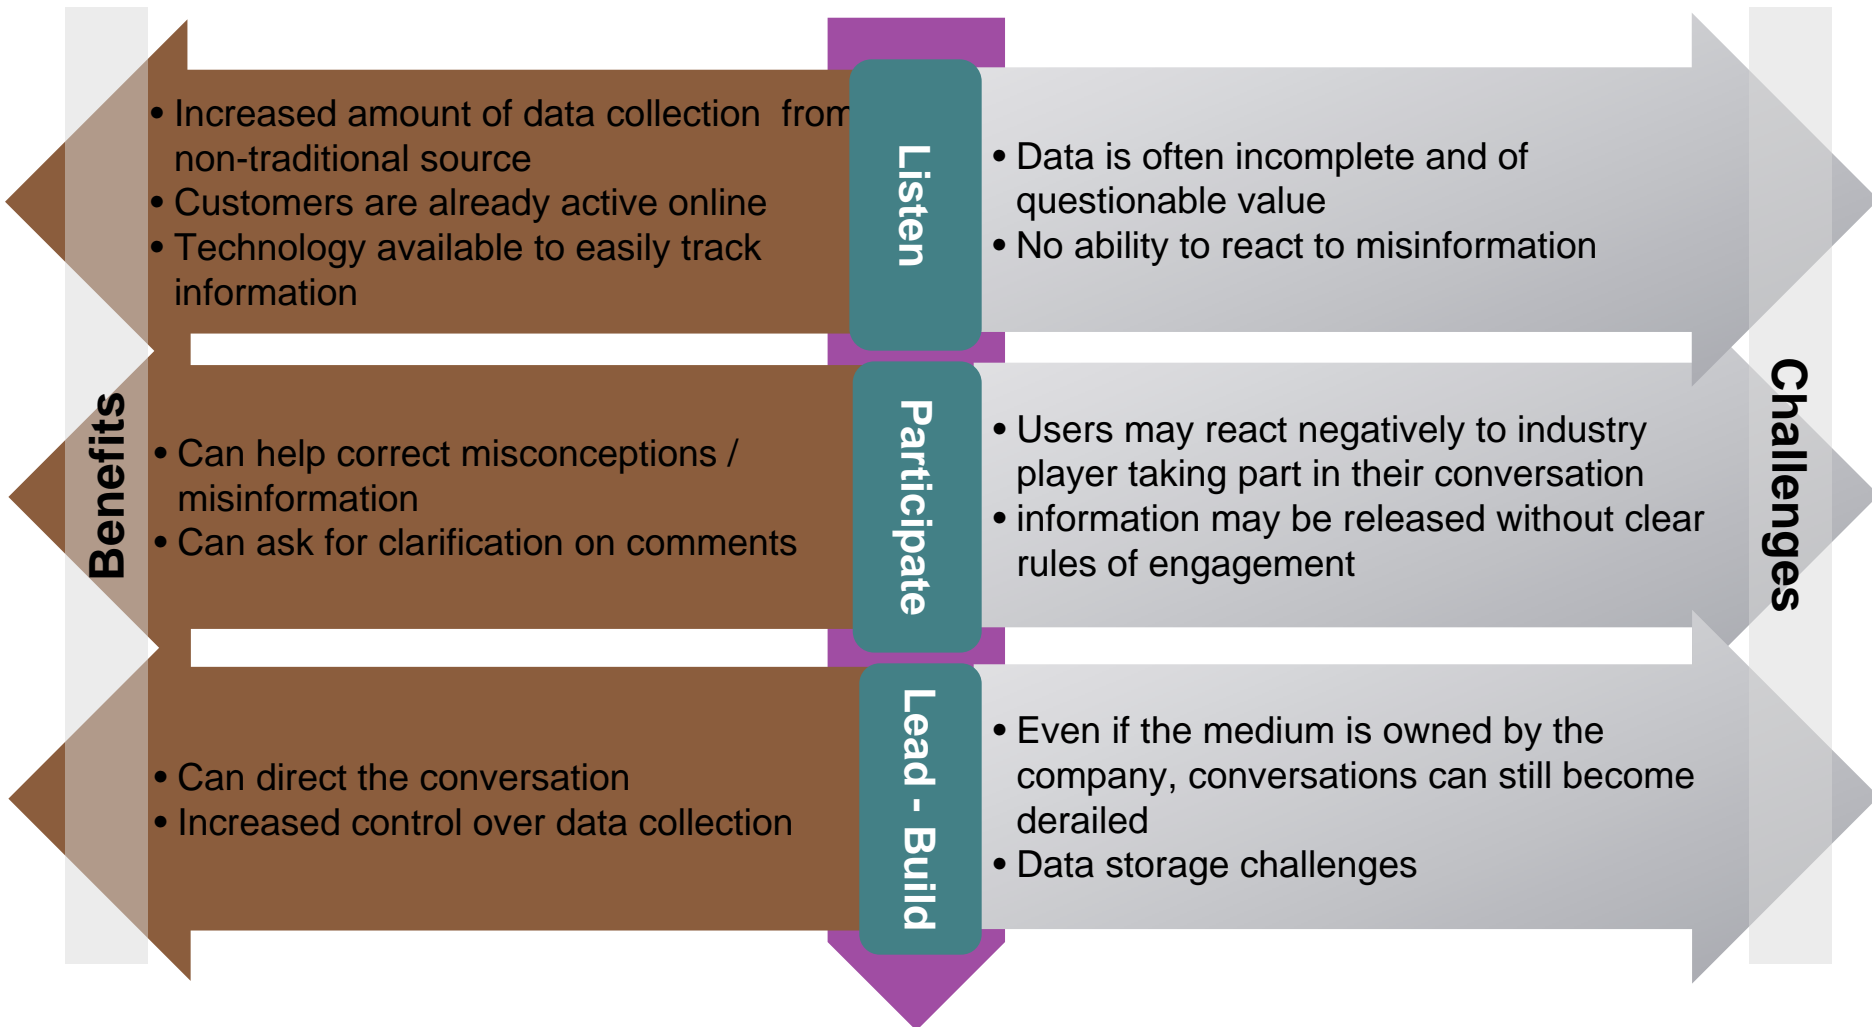 Benefits
Challenges
Listen
• Increased amount of data collection  from
non-traditional source
• Customers are already active online
• Technology available to easily track
information
• Data is often incomplete and of
questionable value
• No ability to react to misinformation
Participate
• Can help correct misconceptions /
misinformation
• Can ask for clarification on comments
• Users may react negatively to industry
player taking part in their conversation
• information may be released without clear
rules of engagement
Lead - Build
• Can direct the conversation
• Increased control over data collection
• Even if the medium is owned by the
company, conversations can still become
derailed
• Data storage challenges